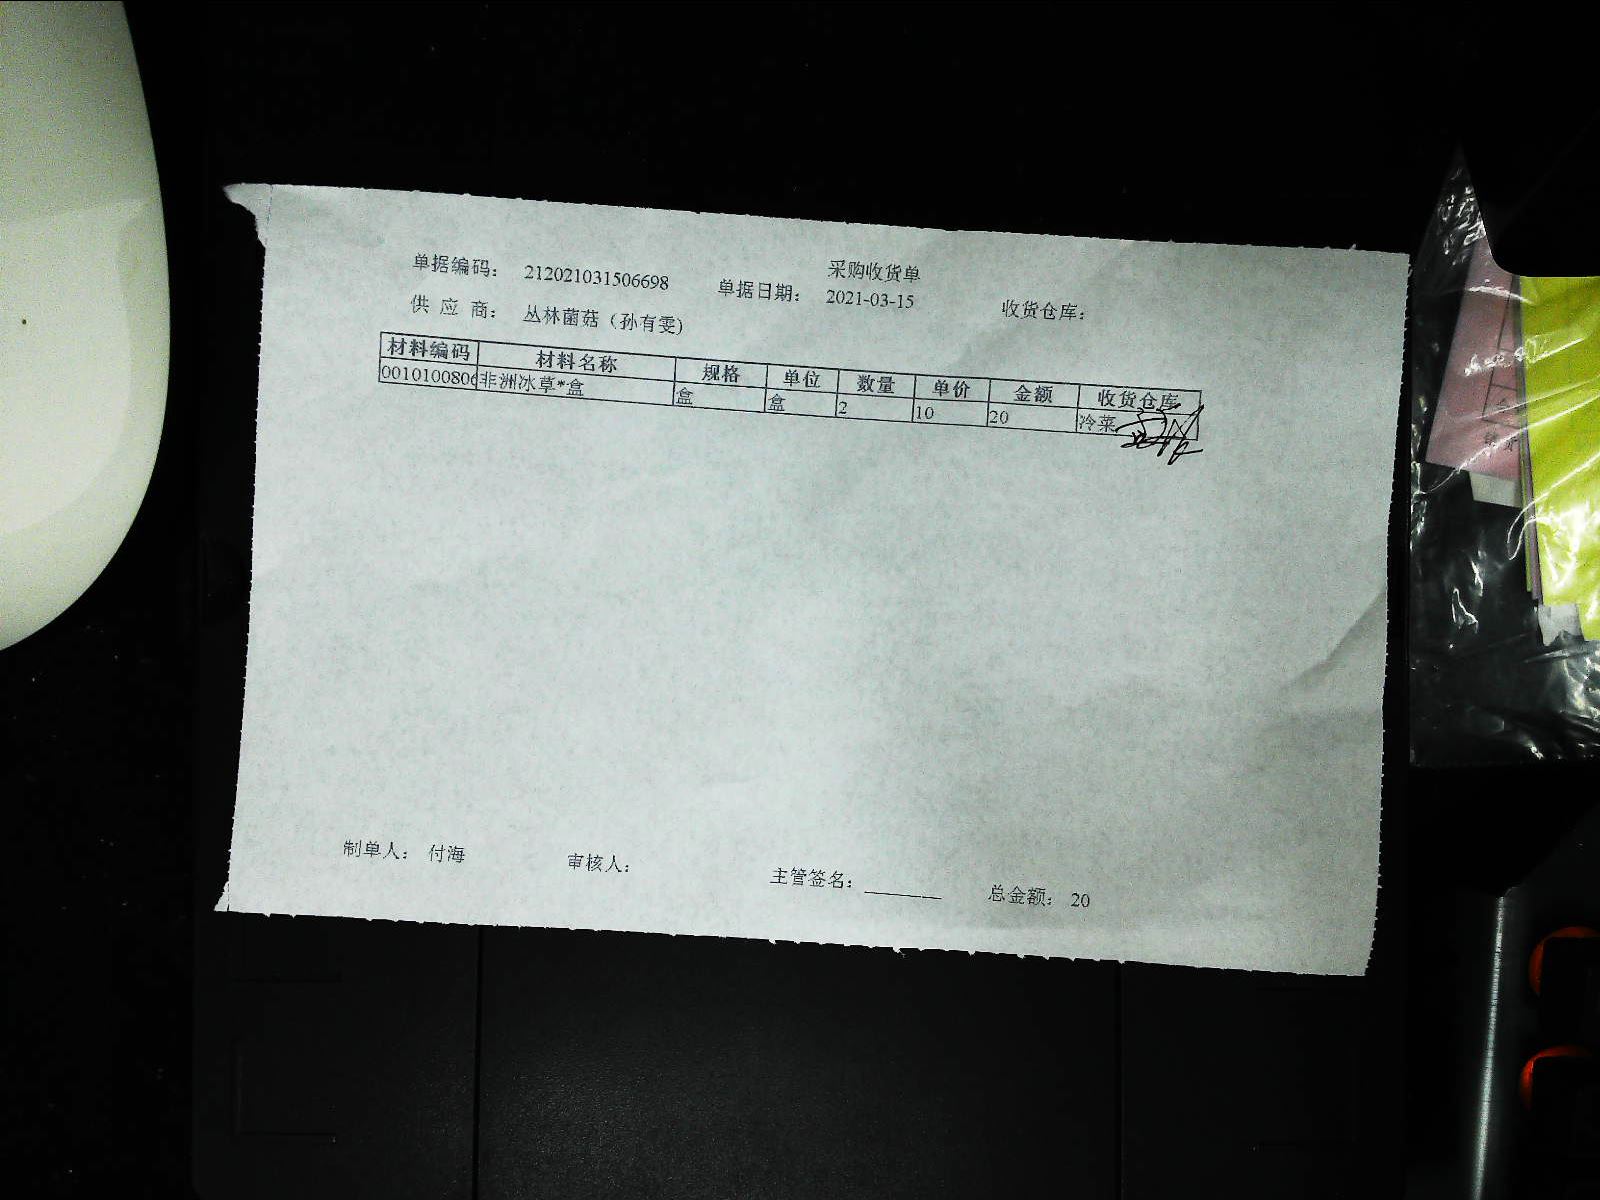 采购收货单
单据编码： 212021031506698 单据日期： 2021-03-15 收货仓库：
供 应 商： 丛林菌菇（孙有雯)
材料编码 材料名称 规格 单位 数量 单价 金额 收货仓库
0010100806 非洲冰草*盒 盒 盒 2 10 20 冷菜
制单人： 付海 审核人： 主管签名：_______ 总金额： 20